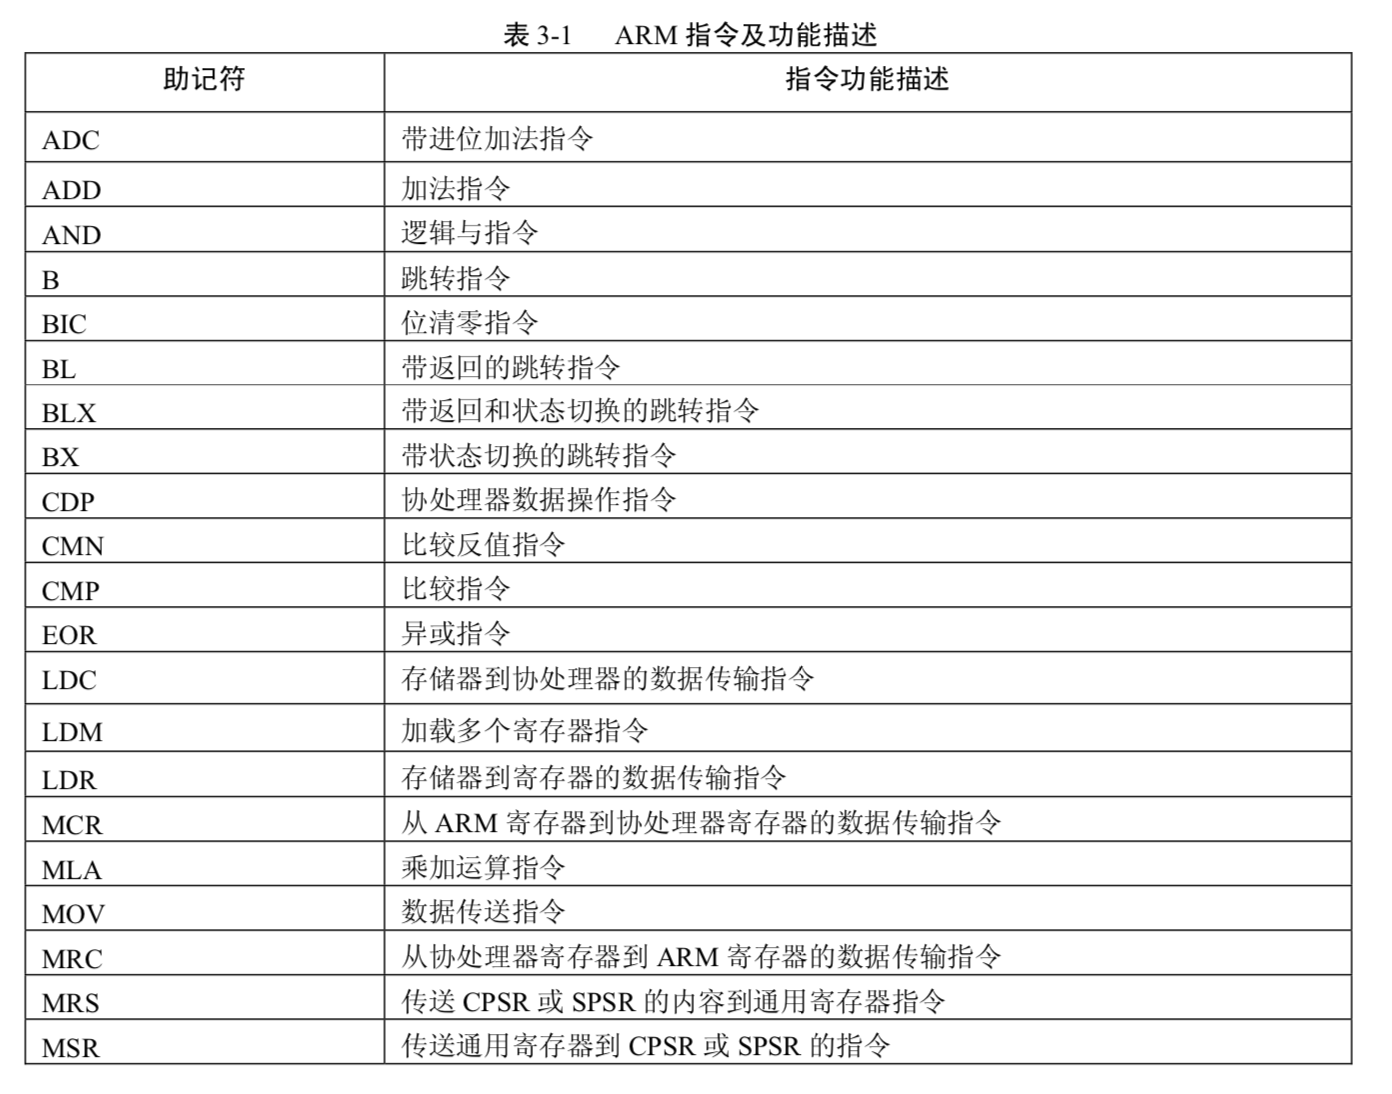 表 3-1 ARM 指令及功能描述
助记符 指令功能描述
ADC 带进位加法指令
ADD 加法指令
AND 逻辑与指令
B 跳转指令
BIC 位清零指令
BL 带返回的跳转指令
BLX 带返回和状态切换的跳转指令
BX 带状态切换的跳转指令
CDP 协处理器数据操作指令
CMN 比较反值指令
CMP 比较指令
EOR 异或指令
LDC 存储器到协处理器的数据传输指令
LDM 加载多个寄存器指令
LDR 存储器到寄存器的数据传输指令
MCR 从 ARM 寄存器到协处理器寄存器的数据传输指令
MLA 乘加运算指令
MOV 数据传送指令
MRC 从协处理器寄存器到 ARM 寄存器的数据传输指令
MRS 传送 CPSR 或 SPSR 的内容到通用寄存器指令
MSR 传送通用寄存器到 CPSR 或 SPSR 的指令